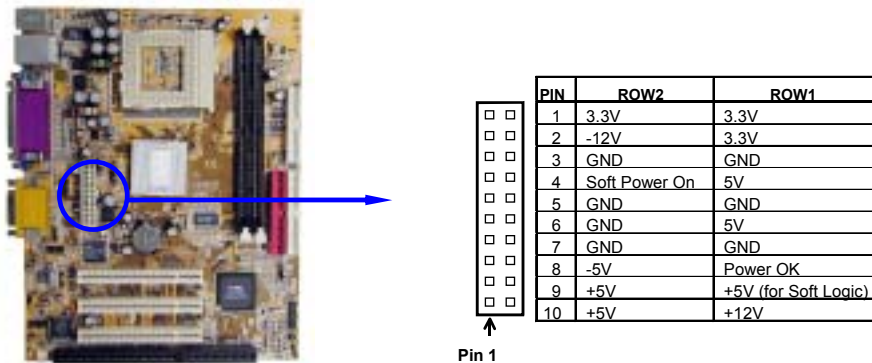 PIN ROW2 ROW1
1 3.3V 3.3V
2 -12V 3.3V
3 GND GND
4 Soft Power On 5V
5 GND GND
6 GND 5V
7 GND GND
8 -5V Power OK
9 +5V +5V (for Soft Logic)
10 +5V +12V
Pin 1